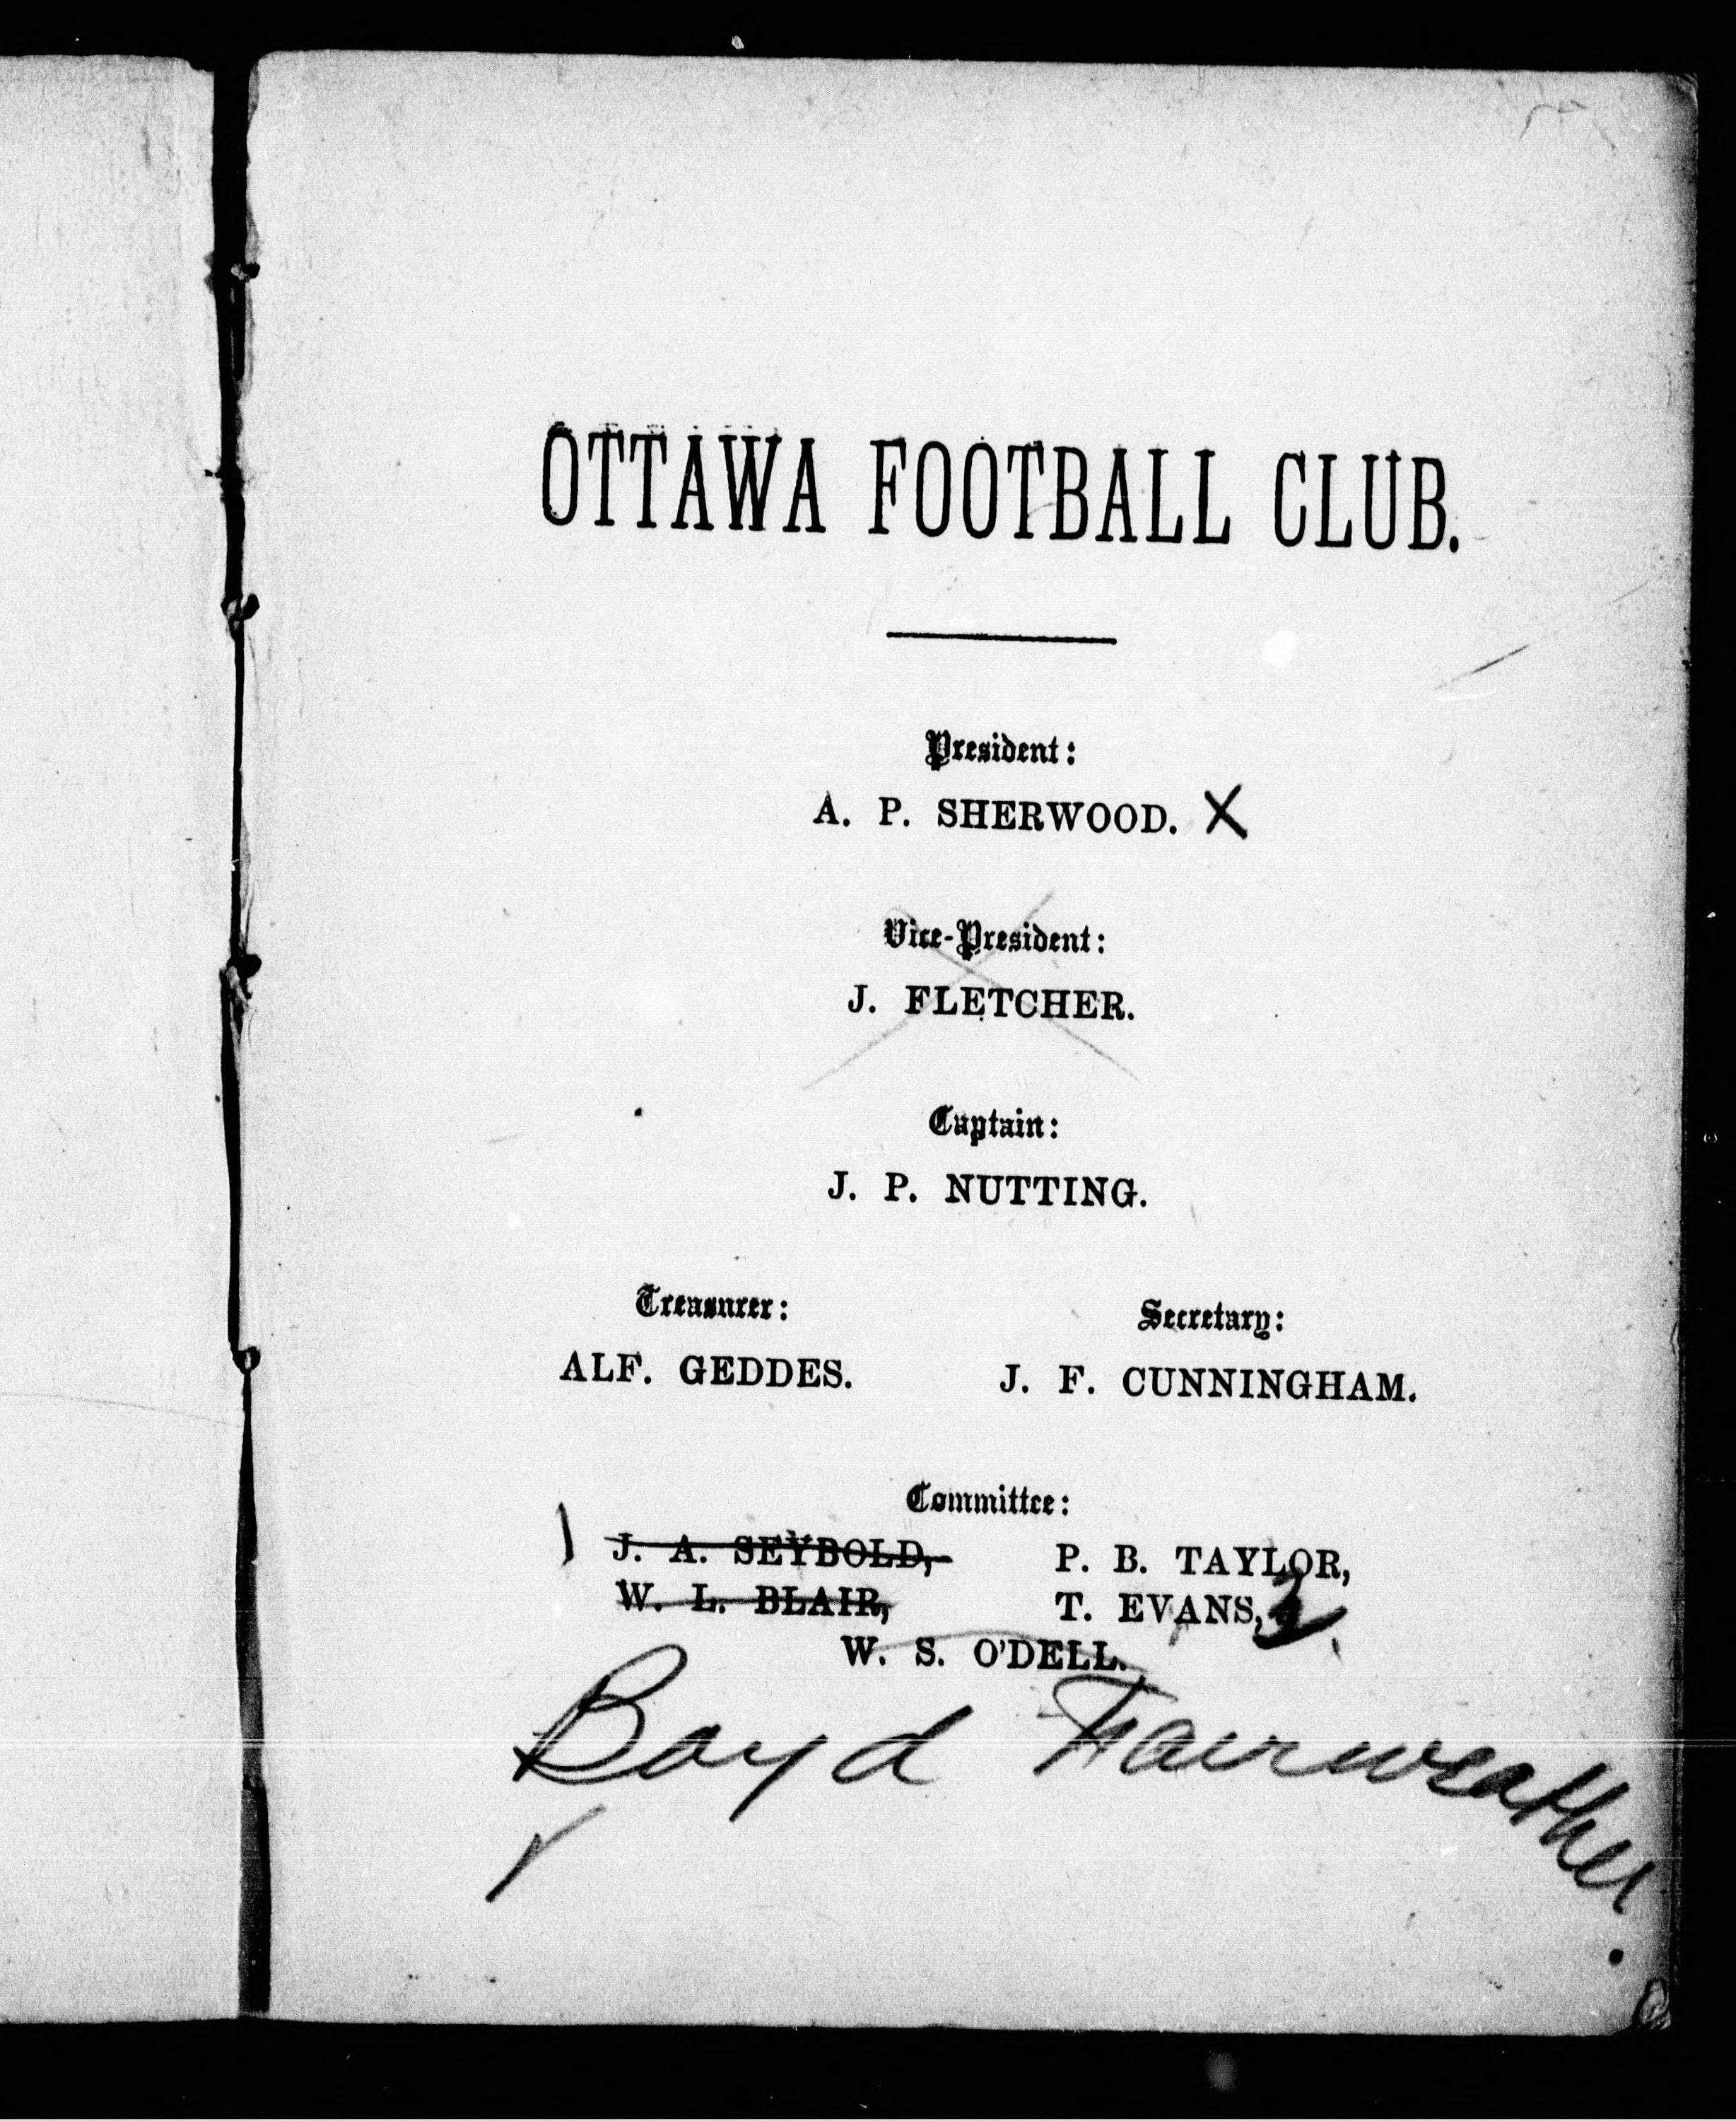 OTTAWA FOOTBALL CLUB.
President:
A. P. SHERWOOD. X
Vice-President:
J. FLETCHER.
Captain:
J. P. NUTTING.
Treasurer: Secretary:
ALF. GEDDES. J. F. CUNNINGHAM.
Committee:
J. A. SEYBOLD, P. B. TAYLOR,
W. L. BLAIR, T. EVANS,
W. S. O'DELL.
Boyd Fairweather.